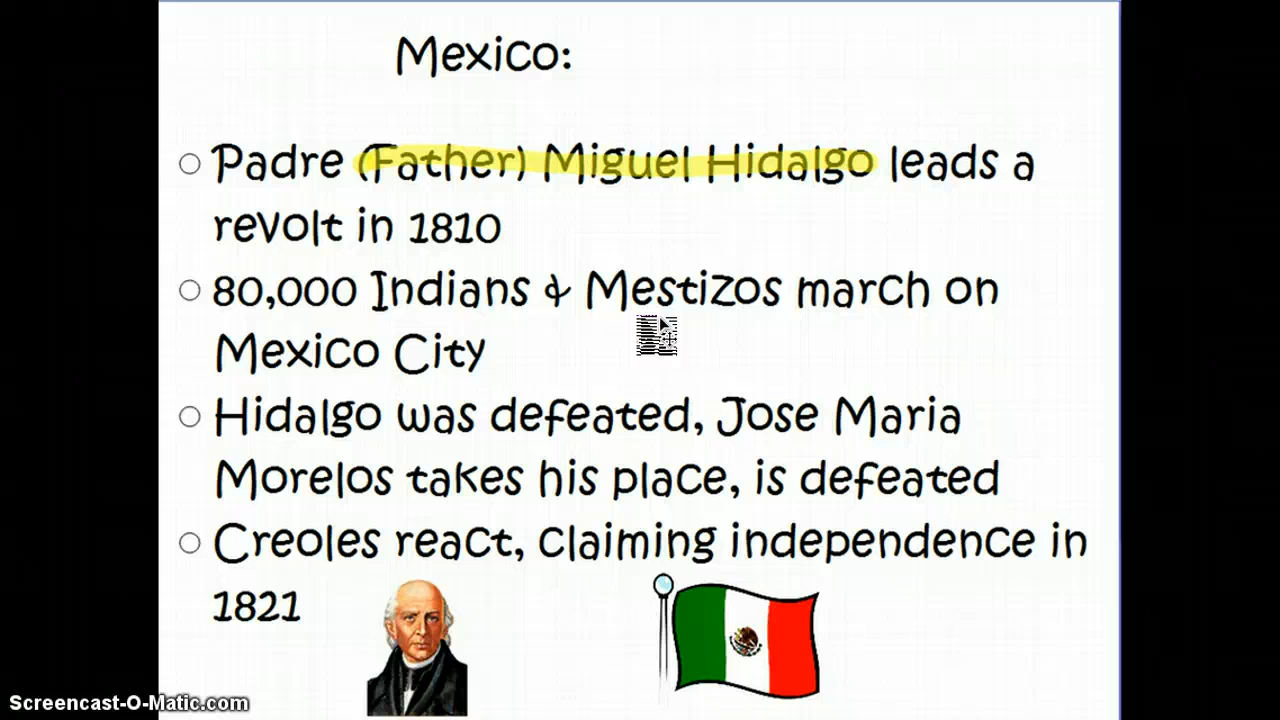 Mexico:
Padre (Father) Miguel Hidalgo leads a
revolt in 1810
80,000 Indians & Mestizos march on
Mexico City
Hidalgo was defeated, Jose Maria
Morelos takes his place, is defeated
Creoles react, claiming independence in
1821
Screencast-O-Matic.com